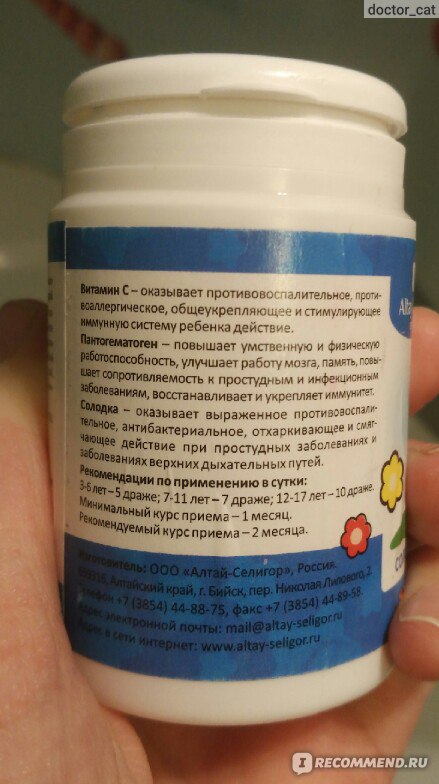 doctor_cat
Витамин С – оказывает противовоспалительное, проти-
воаллергическое, общеукрепляющее и стимулирующее
иммунную систему ребенка действие.
Пантогематоген – повышает умственную и физическую
работоспособность, улучшает работу мозга, память, повы-
шает сопротивляемость к простудным и инфекционным
заболеваниям, восстанавливает и укрепляет иммунитет.
Солодка – оказывает выраженное противовоспали-
тельное, антибактериальное, отхаркивающее и смяг-
чающее действие при простудных заболеваниях и
заболеваниях верхних дыхательных путей.
Рекомендации по применению в сутки:
3-6 лет – 5 драже; 7-11 лет – 7 драже; 12-17 лет – 10 драже.
Минимальный курс приема – 1 месяц.
Рекомендуемый курс приема – 2 месяца.
Изготовитель: ООО «Алтай-Селигор», Россия.
Алтайский край, г. Бийск, пер. Николая Липового, 2.
Телефон +7 (3854) 44-88-75, факс +7 (3854) 44-89-58.
Адрес электронной почты: mail@altay-seligor.ru
Адрес в сети интернет: www.altay-seligor.ru
I RECOMMEND.RU